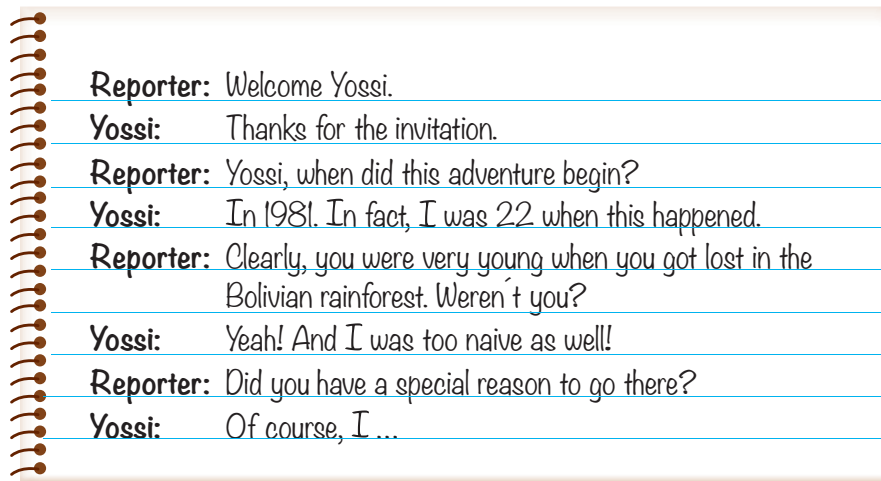 Reporter: Welcome Yossi.
Yossi: Thanks for the invitation.
Reporter: Yossi, when did this adventure begin?
Yossi: In 1981. In fact, I was 22 when this happened.
Reporter: Clearly, you were very young when you got lost in the
Bolivian rainforest. Weren´t you?
Yossi: Yeah! And I was too naive as well!
Reporter: Did you have a special reason to go there?
Yossi: Of course, I ...